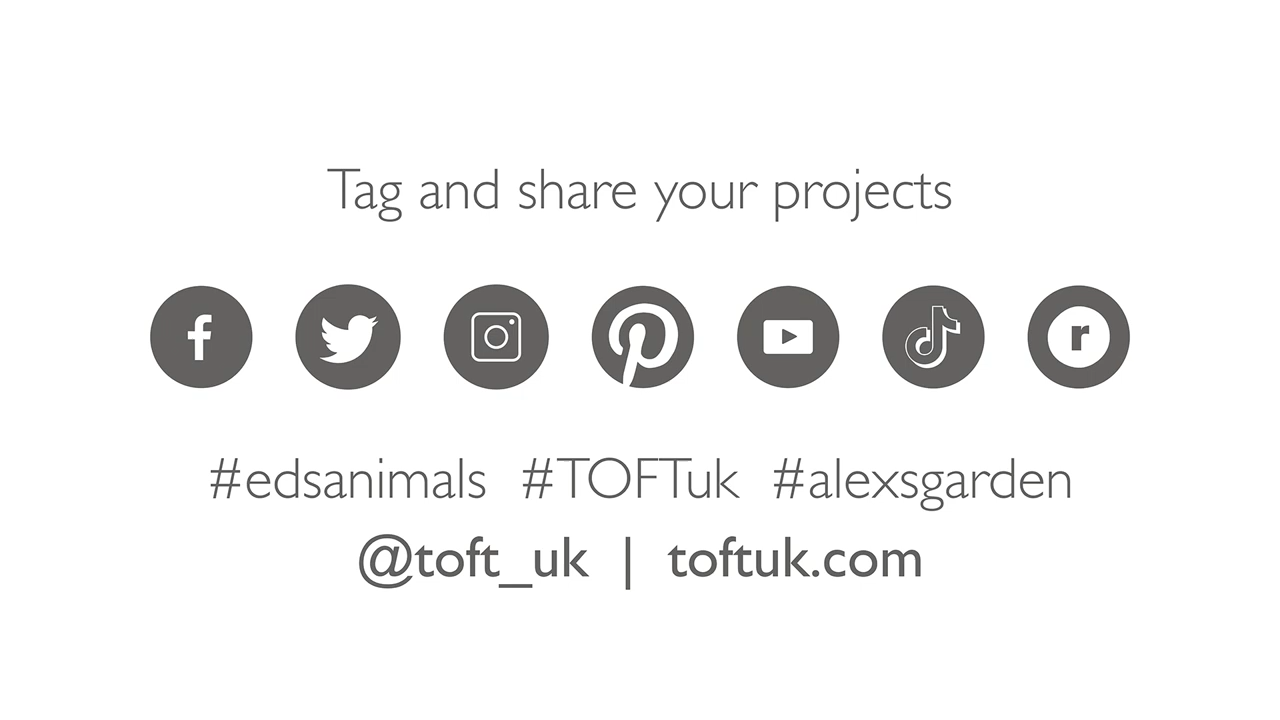 Tag and share your projects
#edsanimals #TOFTuk #alexsgarden
@toft_uk | toftuk.com